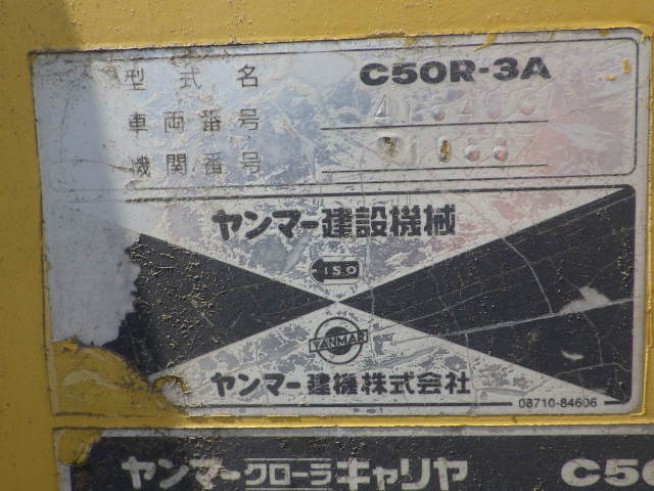 型式名 C50R-3A
車両番号
機関番号
ヤンマー建設機械
ISO
YANMAR
ヤンマー建機株式会社
08710-84606
ヤンマークローラキャリヤ C50